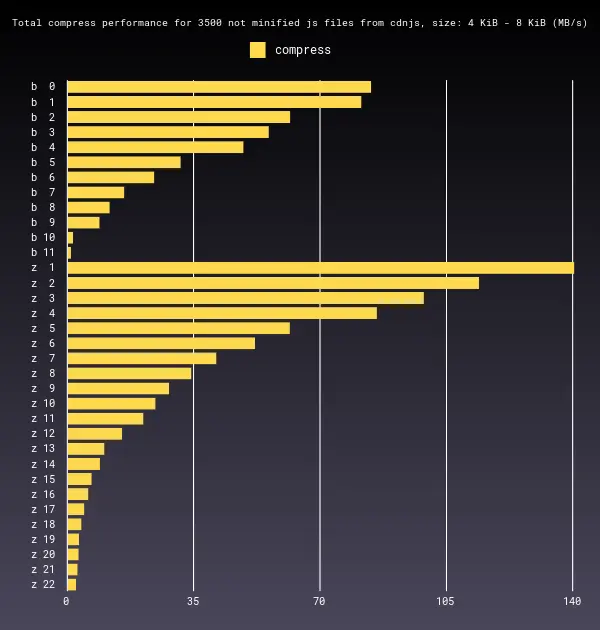 Total compress performance for 3500 not minified js files from cdnjs, size: 4 KiB - 8 KiB (MB/s)
compress
b 0
b 1
b 2
b 3
b 4
b 5
b 6
b 7
b 8
b 9
b 10
b 11
z 1
z 2
z 3
z 4
z 5
z 6
z 7
z 8
z 9
z 10
z 11
z 12
z 13
z 14
z 15
z 16
z 17
z 18
z 19
z 20
z 21
z 22
0 35 70 105 140